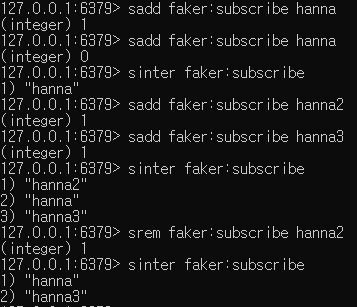 127.0.0.1:6379> sadd faker:subscribe hanna
(integer) 1
127.0.0.1:6379> sadd faker:subscribe hanna
(integer) 0
127.0.0.1:6379> sinter faker:subscribe
1) "hanna"
127.0.0.1:6379> sadd faker:subscribe hanna2
(integer) 1
127.0.0.1:6379> sadd faker:subscribe hanna3
(integer) 1
127.0.0.1:6379> sinter faker:subscribe
1) "hanna2"
2) "hanna"
3) "hanna3"
127.0.0.1:6379> srem faker:subscribe hanna2
(integer) 1
127.0.0.1:6379> sinter faker:subscribe
1) "hanna"
2) "hanna3"